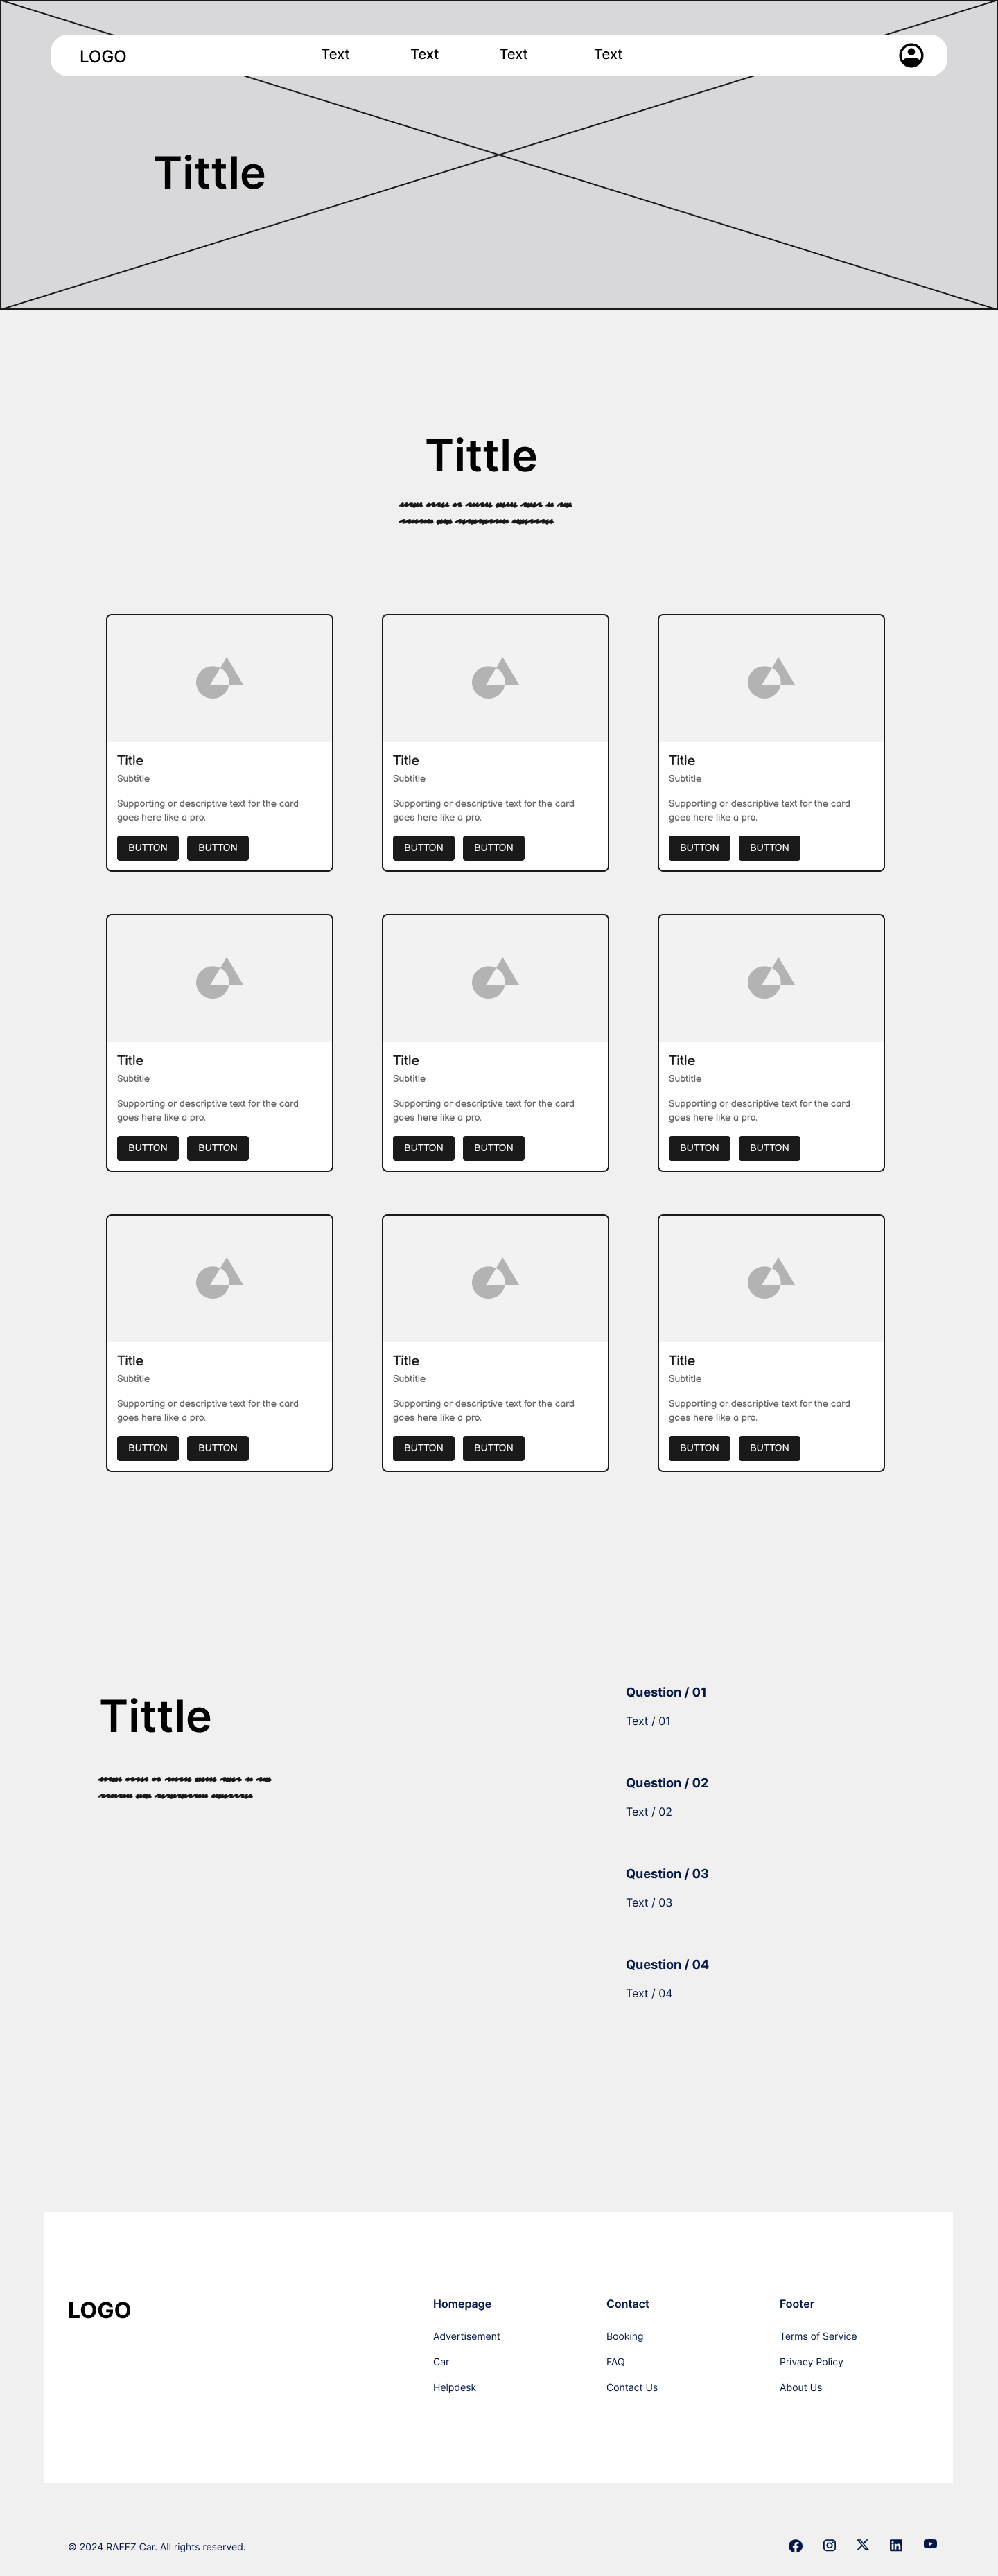 LOGO Text Text Text Text
Tittle
Tittle
Title Title Title
Subtitle Subtitle Subtitle
Supporting or descriptive text for the card Supporting or descriptive text for the card Supporting or descriptive text for the card
goes here like a pro. goes here like a pro. goes here like a pro.
BUTTON BUTTON BUTTON BUTTON BUTTON BUTTON
Title Title Title
Subtitle Subtitle Subtitle
Supporting or descriptive text for the card Supporting or descriptive text for the card Supporting or descriptive text for the card
goes here like a pro. goes here like a pro. goes here like a pro.
BUTTON BUTTON BUTTON BUTTON BUTTON BUTTON
Title Title Title
Subtitle Subtitle Subtitle
Supporting or descriptive text for the card Supporting or descriptive text for the card Supporting or descriptive text for the card
goes here like a pro. goes here like a pro. goes here like a pro.
BUTTON BUTTON BUTTON BUTTON BUTTON BUTTON
Tittle
Question / 01
Text / 01
Question / 02
Text / 02
Question / 03
Text / 03
Question / 04
Text / 04
LOGO
Homepage
Advertisement
Car
Helpdesk
Contact
Booking
FAQ
Contact Us
Footer
Terms of Service
Privacy Policy
About Us
© 2024 RAFFZ Car. All rights reserved.